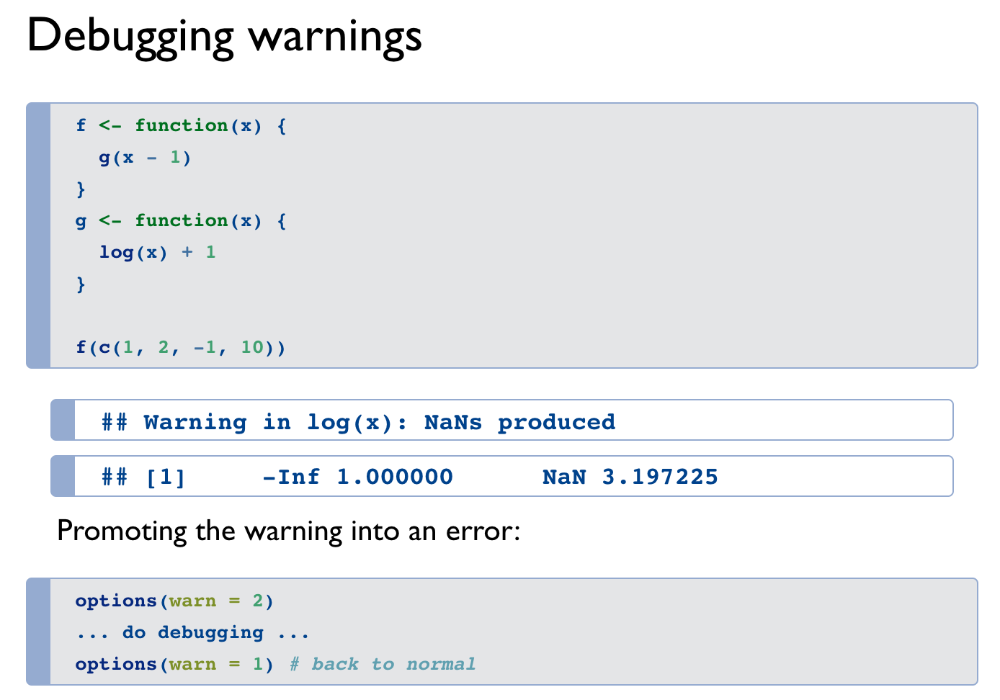 Debugging warnings
f <- function(x) {
  g(x - 1)
}
g <- function(x) {
  log(x) + 1
}
f(c(1, 2, -1, 10))
## Warning in log(x): NaNs produced
## [1]     -Inf 1.000000      NaN 3.197225
Promoting the warning into an error:
options(warn = 2)
... do debugging ...
options(warn = 1) # back to normal